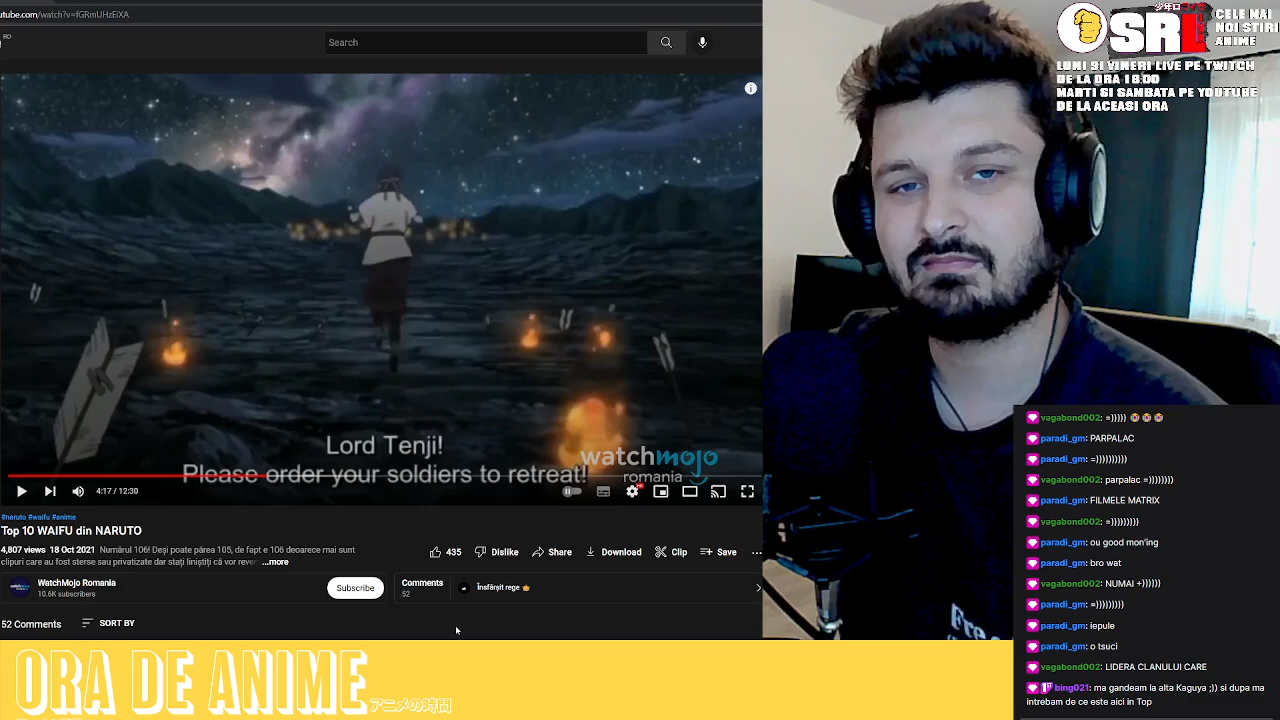 utube.com/watch?v=fGRmUHzEIXA
RO
Search
SRL
CELE MAI
NOI STIRI
ANIME
LUNI SI VINERI LIVE PE TWITCH
DE LA ORA 18:00
MARTI SI SAMBATA PE YOUTUBE
DE LA ACEASI ORA
Lord Tenji!
Please order your soldiers to retreat!
watchmojo
romania
4:17 / 12:30
#naruto #waifu #anime
Top 10 WAIFU din NARUTO
4,807 views 18 Oct 2021 Numărul 106! Deși poate părea 105, de fapt e 106 deoarece mai sunt
clipuri care au fost sterse sau privatizate dar stați liniștiți că vor rever ...more
435
Dislike
Share
Download
Clip
Save
WatchMojo Romania
10.6K subscribers
Subscribe
Comments
52
Însfârșit rege
52 Comments
SORT BY
vagabond002: =)))))
paradi_gm: PARPALAC
paradi_gm: =))))))))))
vagabond002: parpalac =))))))))
paradi_gm: FILMELE MATRIX
vagabond002: =)))))))))
paradi_gm: ou good mon'ing
paradi_gm: bro wat
vagabond002: NUMAI +))))))
paradi_gm: =)))))))))
paradi_gm: iepule
paradi_gm: o tsuci
vagabond002: LIDERA CLANULUI CARE
bing021: ma gandeam la alta Kaguya ;)) si dupa ma
intrebam de ce este aici in Top
ORA DE ANIME
アニメの時間